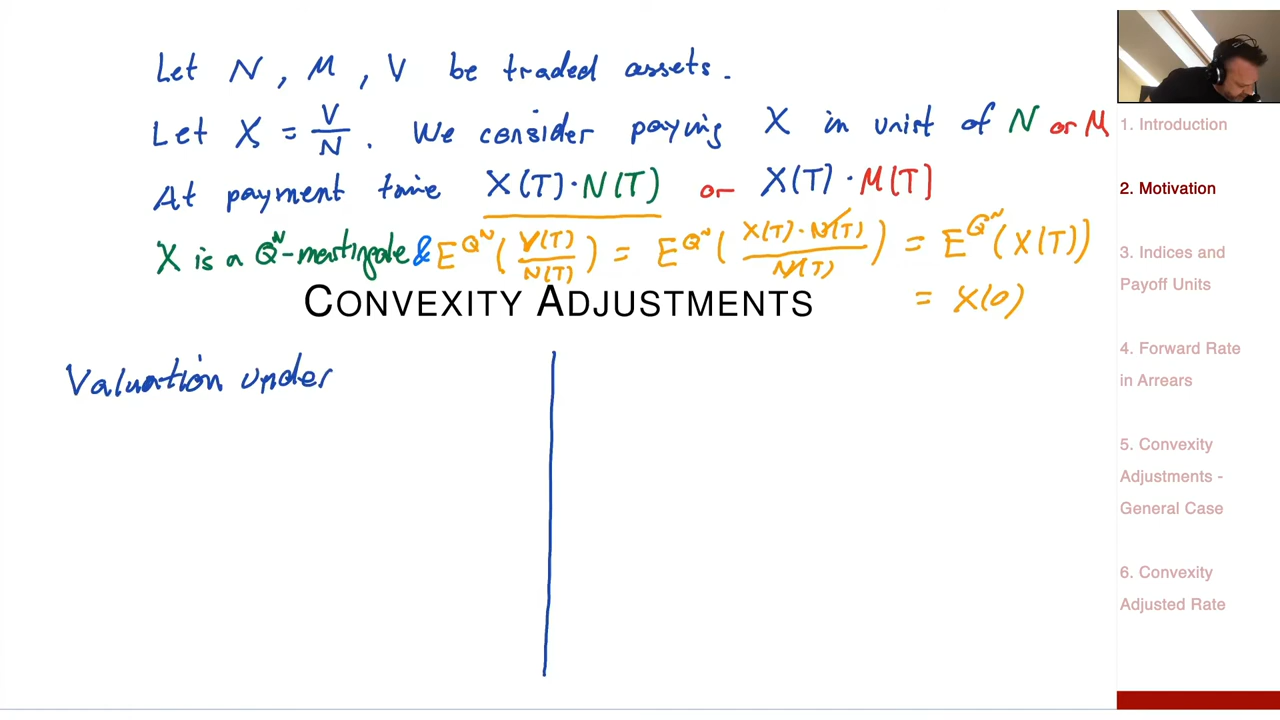 Let N, M, V be traded assets.
Let X = V/N. We consider paying X in unist of N or M
At payment time X(T)·N(T) or X(T)·M(T)
X is a Q^N-martingale & E^{Q^N}(V(T)/N(T)) = E^{Q^N}(X(T)·N(T)/N(T)) = E^{Q^N}(X(T))
= X(0)
CONVEXITY ADJUSTMENTS
Valuation under
1. Introduction
2. Motivation
3. Indices and
Payoff Units
4. Forward Rate
in Arrears
5. Convexity
Adjustments -
General Case
6. Convexity
Adjusted Rate